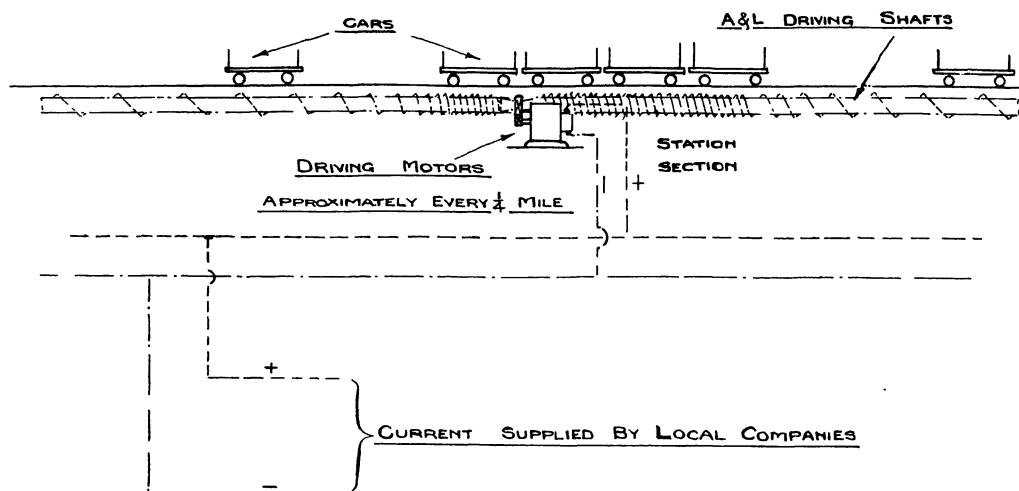 CARS
A&L DRIVING SHAFTS
STATION
SECTION
DRIVING MOTORS
APPROXIMATELY EVERY ¼ MILE
– +
+
CURRENT SUPPLIED BY LOCAL COMPANIES
–